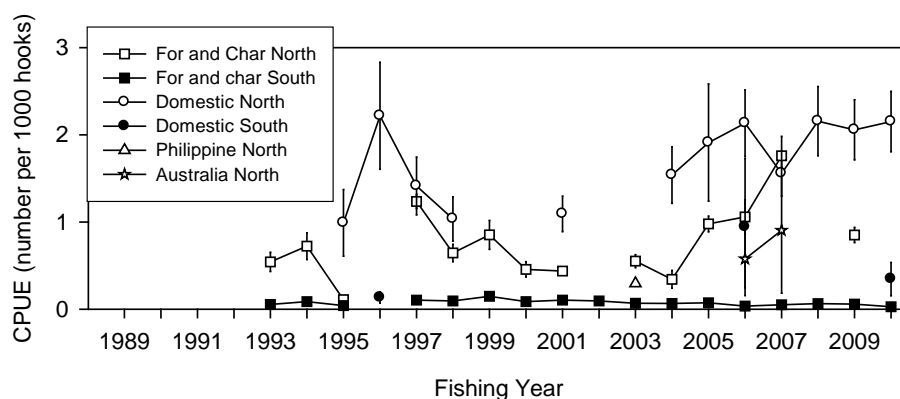 CPUE (number per 1000 hooks)
3
2
1
0
For and Char North
For and char South
Domestic North
Domestic South
Philippine North
Australia North
1989 1991 1993 1995 1997 1999 2001 2003 2005 2007 2009
Fishing Year